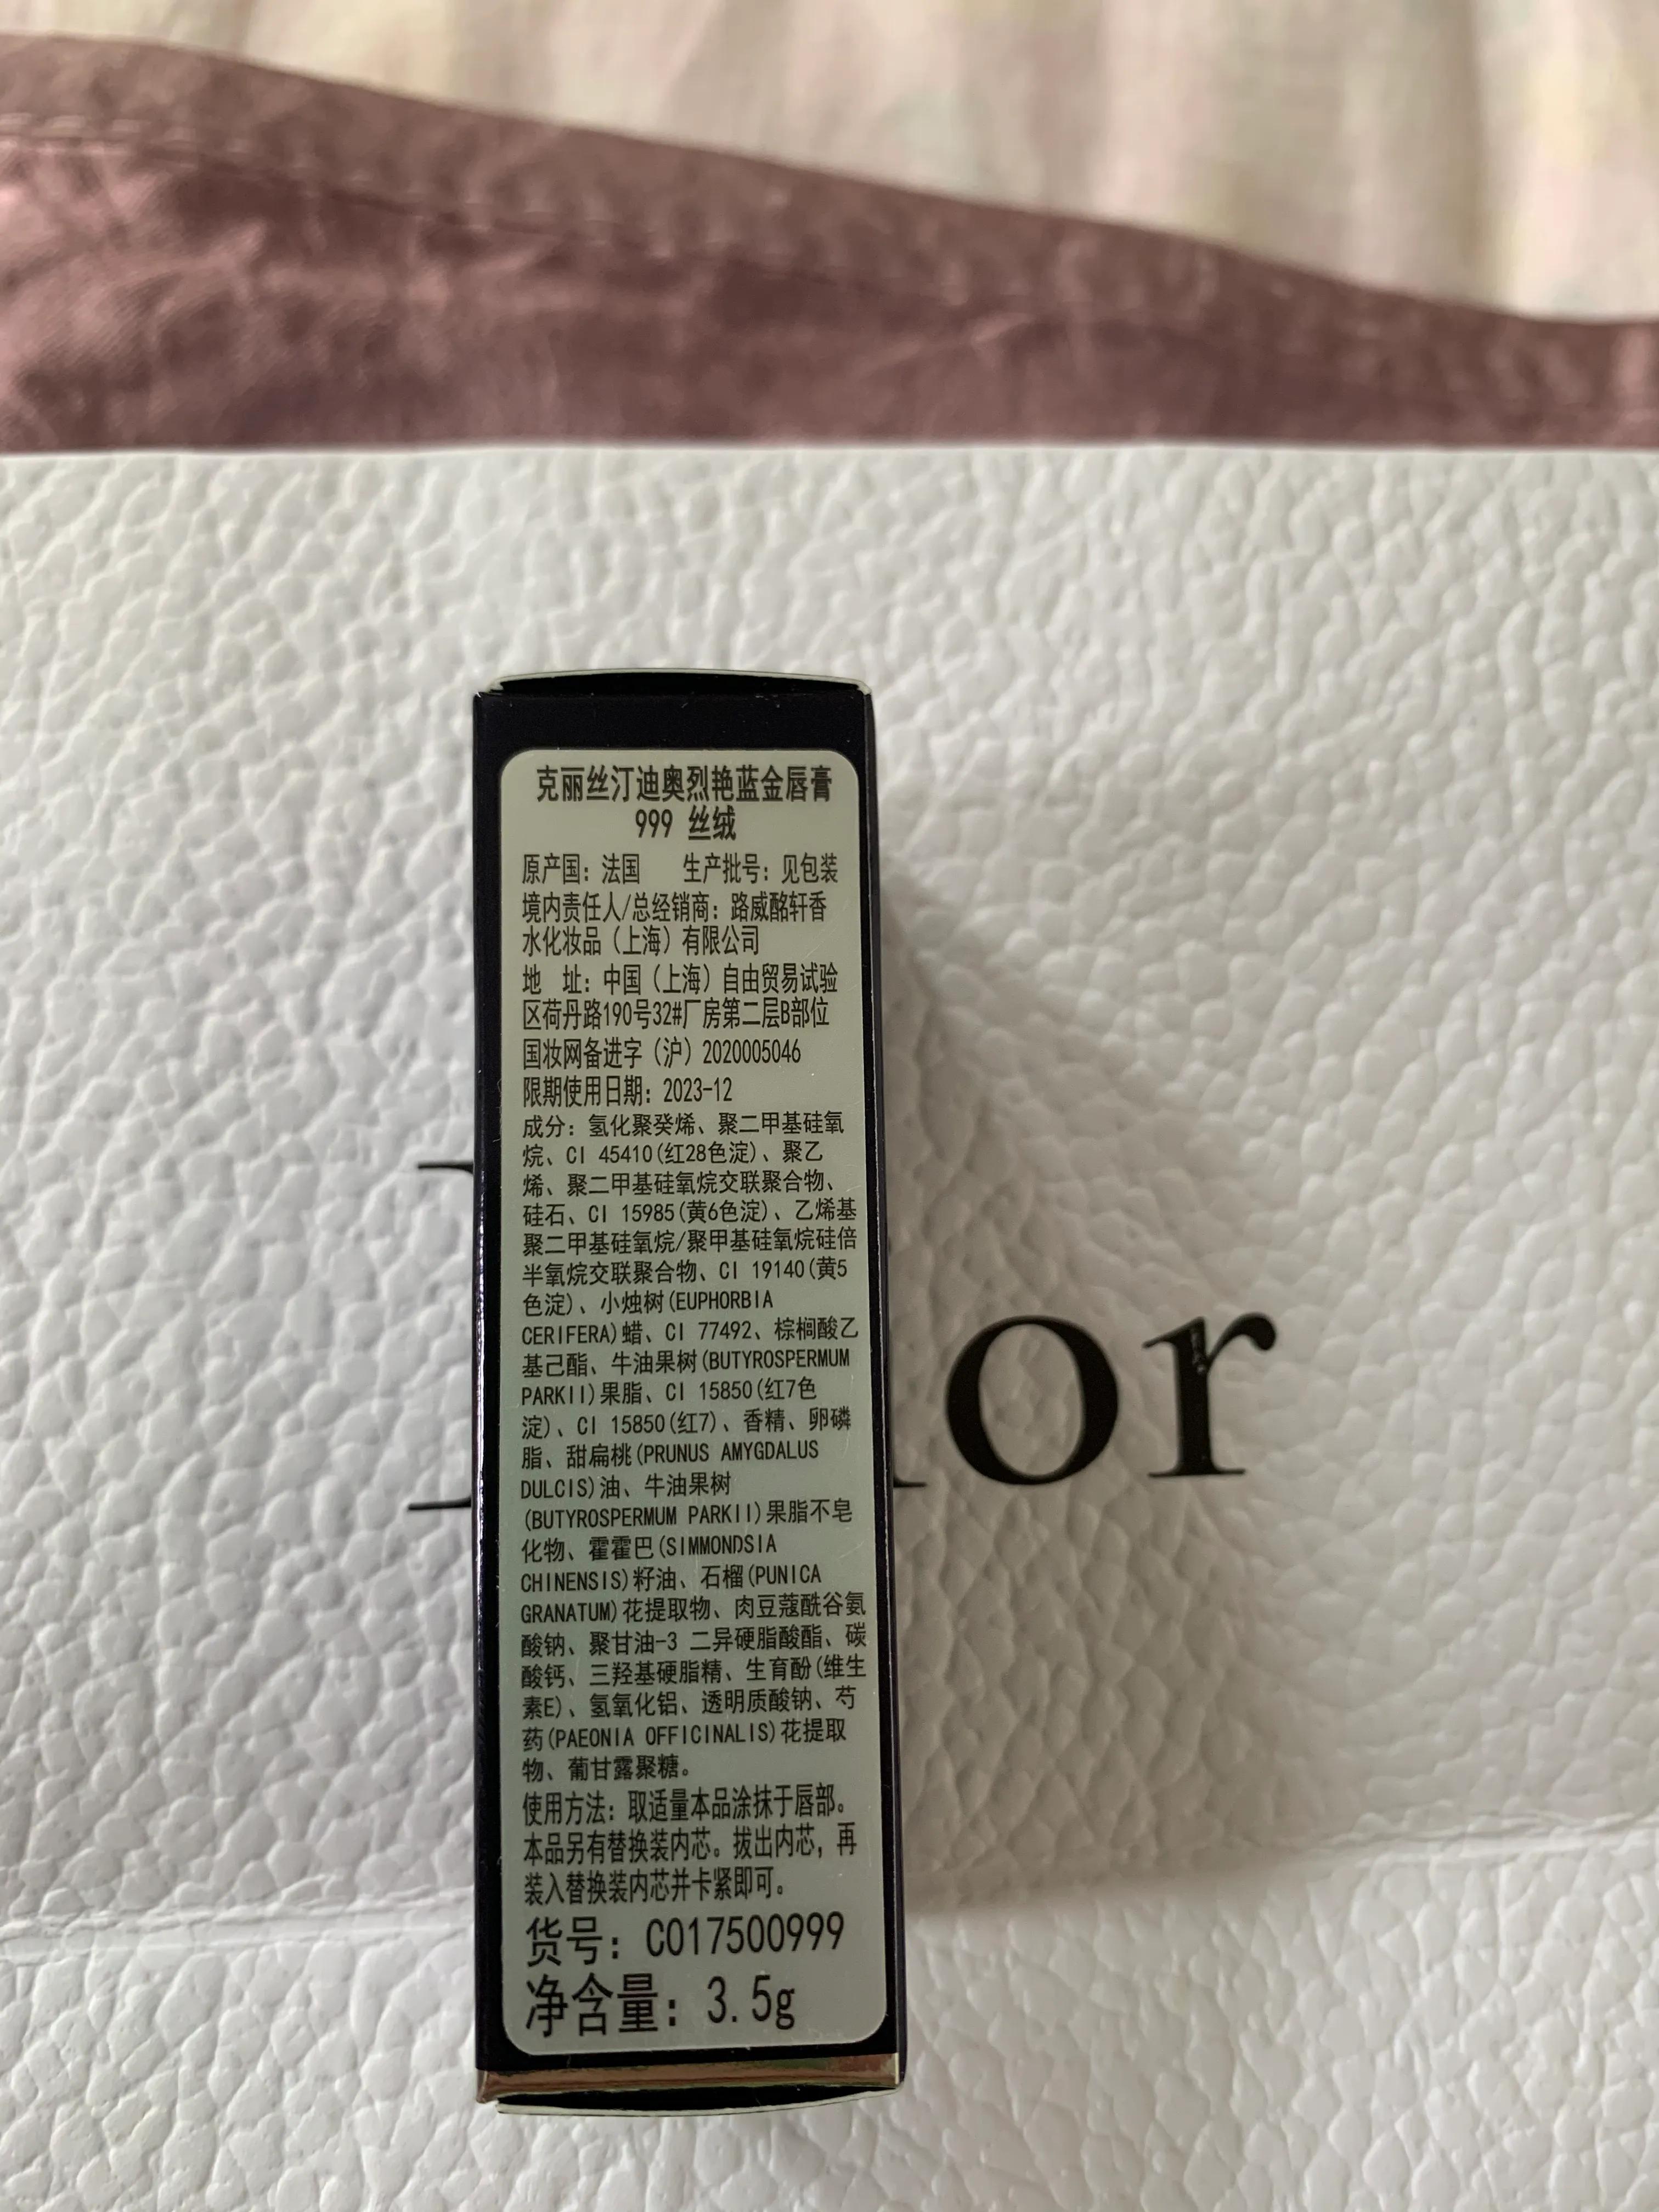 克丽丝汀迪奥烈艳蓝金唇膏
999 丝绒
原产国：法国 生产批号：见包装
境内责任人/总经销商：路威酩轩香
水化妆品（上海）有限公司
地 址：中国（上海）自由贸易试验
区荷丹路190号32#厂房第二层B部位
国妆网备进字（沪）2020005046
限期使用日期：2023-12
成分：氢化聚癸烯、聚二甲基硅氧
烷、CI 45410(红28色淀)、聚乙
烯、聚二甲基硅氧烷交联聚合物、
硅石、CI 15985(黄6色淀)、乙烯基
聚二甲基硅氧烷/聚甲基硅氧烷硅倍
半氧烷交联聚合物、CI 19140(黄5
色淀)、小烛树(EUPHORBIA
CERIFERA)蜡、CI 77492、棕榈酸乙
基己酯、牛油果树(BUTYROSPERMUM
PARKII)果脂、CI 15850(红7色
淀)、CI 15850(红7)、香精、卵磷
脂、甜扁桃(PRUNUS AMYGDALUS
DULCIS)油、牛油果树
(BUTYROSPERMUM PARKII)果脂不皂
化物、霍霍巴(SIMMONDSIA
CHINENSIS)籽油、石榴(PUNICA
GRANATUM)花提取物、肉豆蔻酰谷氨
酸钠、聚甘油-3 二异硬脂酸酯、碳
酸钙、三羟基硬脂精、生育酚(维生
素E)、氢氧化铝、透明质酸钠、芍
药(PAEONIA OFFICINALIS)花提取
物、葡甘露聚糖。
使用方法：取适量本品涂抹于唇部。
本品另有替换装内芯。拔出内芯，再
装入替换装内芯并卡紧即可。
货号：C017500999
净含量：3.5g